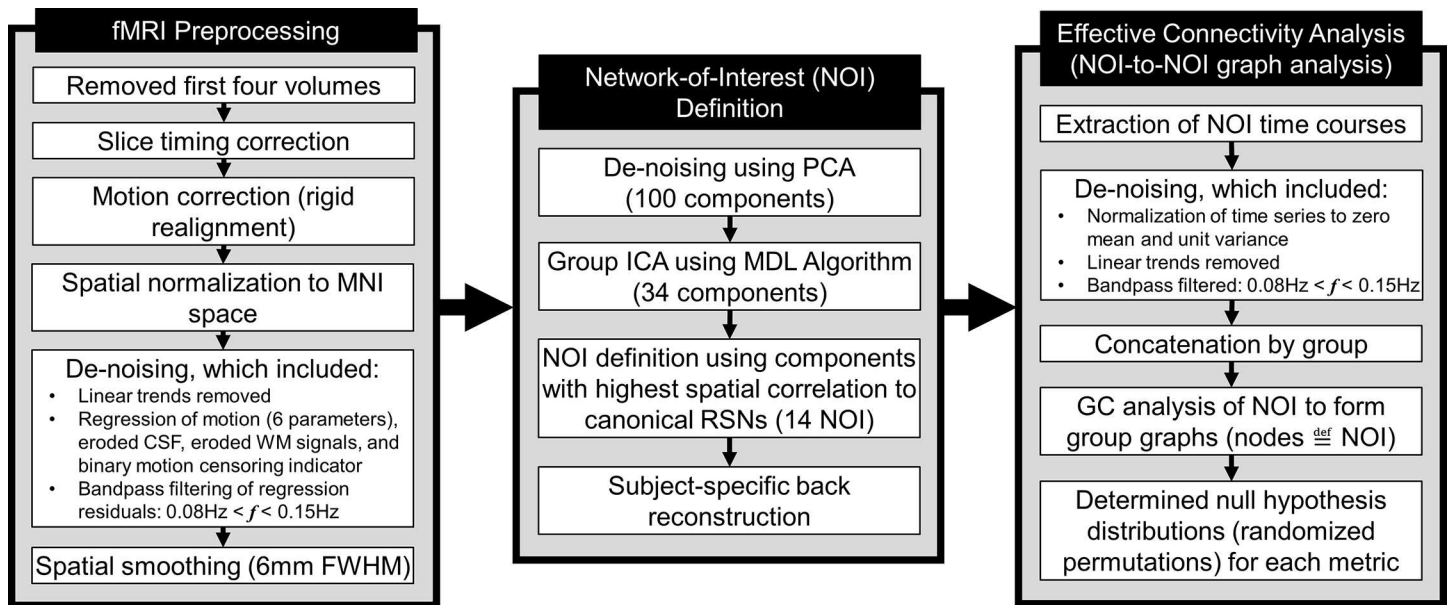 fMRI Preprocessing
Removed first four volumes
Slice timing correction
Motion correction (rigid
realignment)
Spatial normalization to MNI
space
De-noising, which included:
• Linear trends removed
• Regression of motion (6 parameters),
eroded CSF, eroded WM signals, and
binary motion censoring indicator
• Bandpass filtering of regression
residuals: 0.08Hz < f < 0.15Hz
Spatial smoothing (6mm FWHM)
Network-of-Interest (NOI)
Definition
De-noising using PCA
(100 components)
Group ICA using MDL Algorithm
(34 components)
NOI definition using components
with highest spatial correlation to
canonical RSNs (14 NOI)
Subject-specific back
reconstruction
Effective Connectivity Analysis
(NOI-to-NOI graph analysis)
Extraction of NOI time courses
De-noising, which included:
• Normalization of time series to zero
mean and unit variance
• Linear trends removed
• Bandpass filtered: 0.08Hz < f < 0.15Hz
Concatenation by group
GC analysis of NOI to form
group graphs (nodes ≝ NOI)
Determined null hypothesis
distributions (randomized
permutations) for each metric